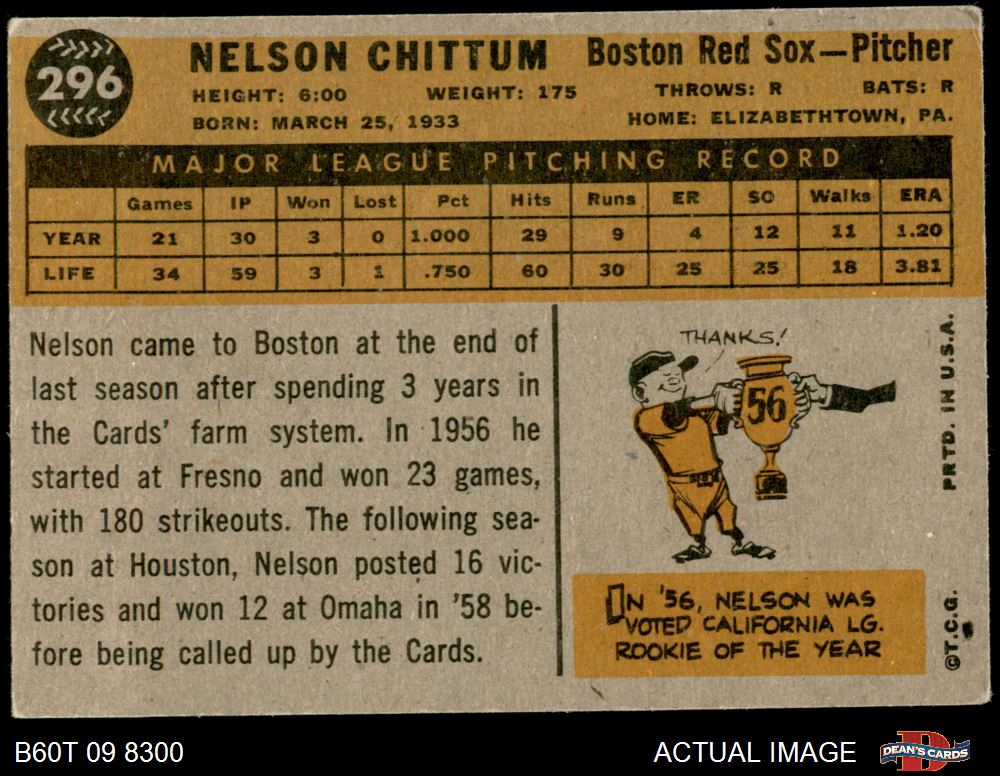 296
NELSON CHITTUM Boston Red Sox—Pitcher
HEIGHT: 6:00 WEIGHT: 175 THROWS: R BATS: R
BORN: MARCH 25, 1933 HOME: ELIZABETHTOWN, PA.
MAJOR LEAGUE PITCHING RECORD
Games IP Won Lost Pct Hits Runs ER SO Walks ERA
YEAR 21 30 3 0 1.000 29 9 4 12 11 1.20
LIFE 34 59 3 1 .750 60 30 25 25 18 3.81
Nelson came to Boston at the end of
last season after spending 3 years in
the Cards' farm system. In 1956 he
started at Fresno and won 23 games,
with 180 strikeouts. The following sea-
son at Houston, Nelson posted 16 vic-
tories and won 12 at Omaha in '58 be-
fore being called up by the Cards.
THANKS!
56
IN '56, NELSON WAS
VOTED CALIFORNIA LG.
ROOKIE OF THE YEAR
PRTD. IN U.S.A.
©T.C.G.
B60T 09 8300 ACTUAL IMAGE
D
DEAN'S CARDS